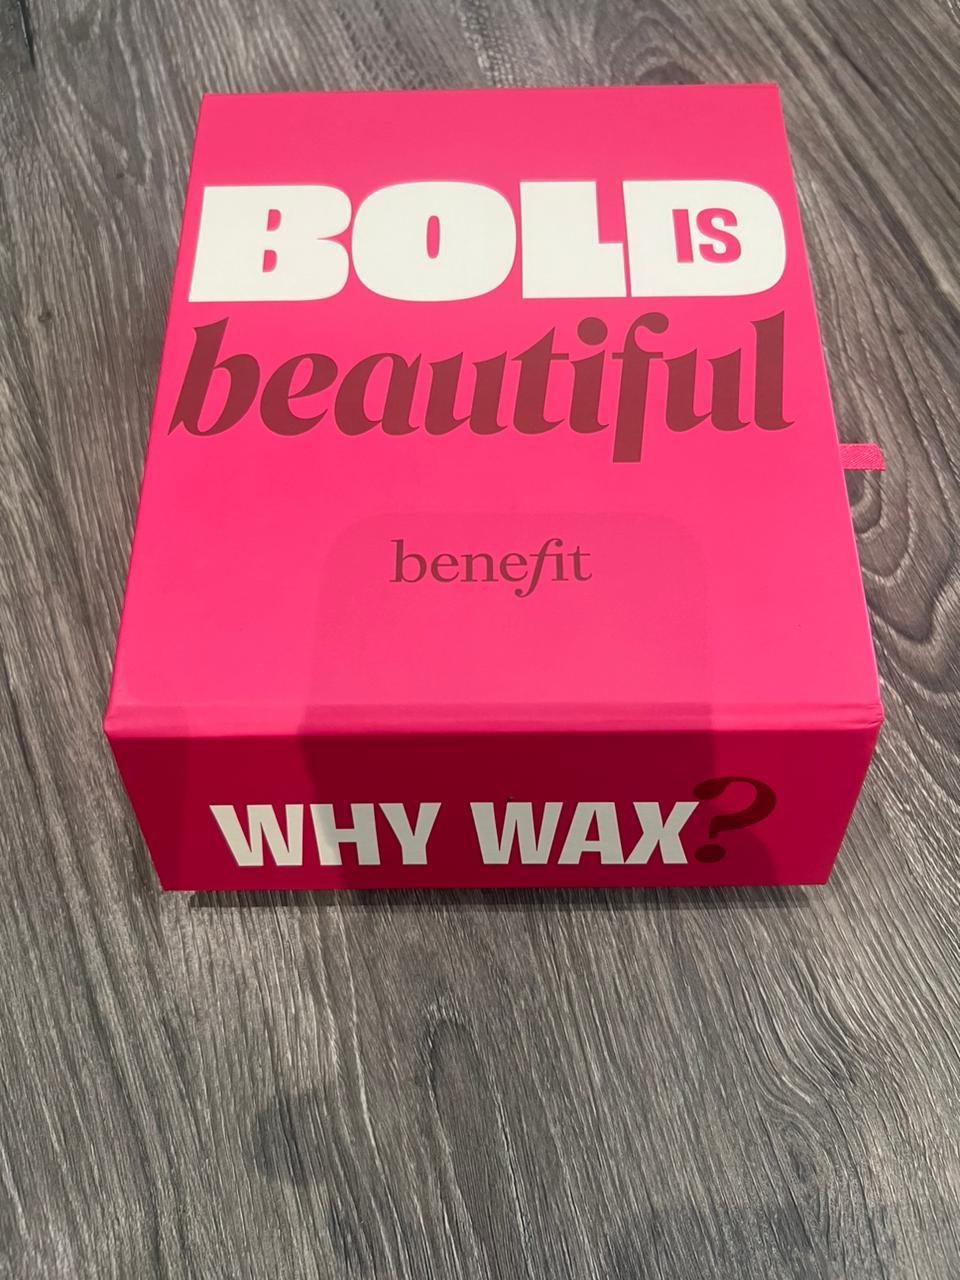 BOLD IS
beautiful
benefit
WHY WAX?